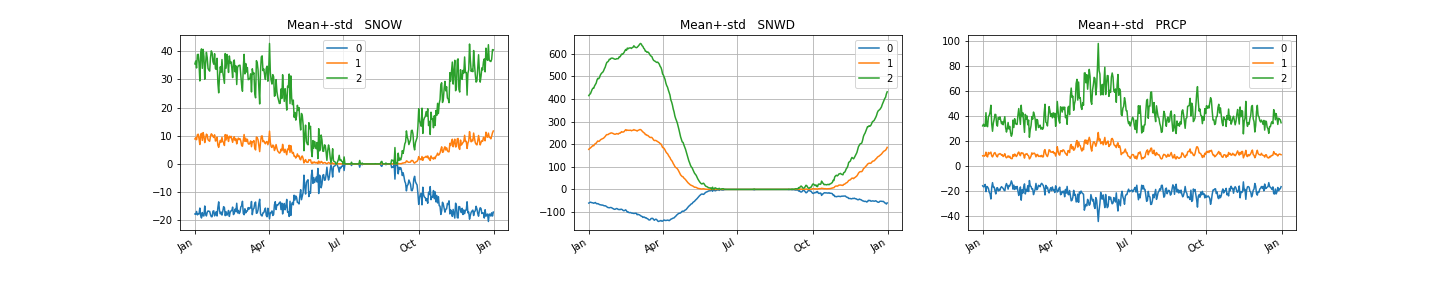 Mean+-std   SNOW
40
30
20
10
0
−10
−20
0
1
2
Jan
Apr
Jul
Oct
Jan
Mean+-std   SNWD
600
500
400
300
200
100
0
−100
0
1
2
Jan
Apr
Jul
Oct
Jan
Mean+-std   PRCP
100
80
60
40
20
0
−20
−40
0
1
2
Jan
Apr
Jul
Oct
Jan